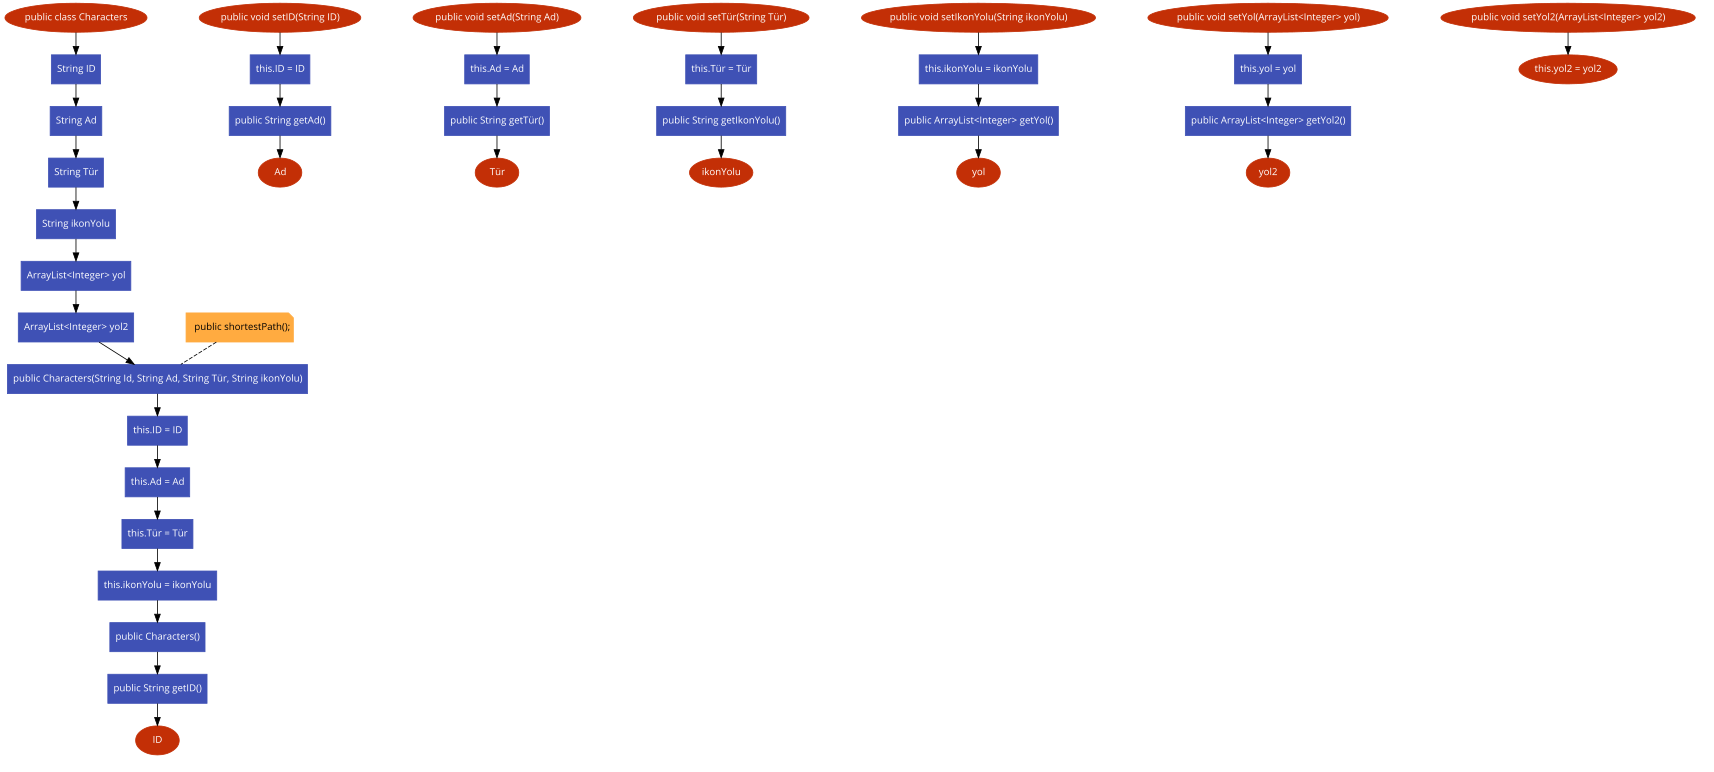 public class Characters
String ID
String Ad
String Tür
String ikonYolu
ArrayList<Integer> yol
ArrayList<Integer> yol2
public shortestPath();
public Characters(String Id, String Ad, String Tür, String ikonYolu)
this.ID = ID
this.Ad = Ad
this.Tür = Tür
this.ikonYolu = ikonYolu
public Characters()
public String getID()
ID
public void setID(String ID)
this.ID = ID
public String getAd()
Ad
public void setAd(String Ad)
this.Ad = Ad
public String getTür()
Tür
public void setTür(String Tür)
this.Tür = Tür
public String getIkonYolu()
ikonYolu
public void setIkonYolu(String ikonYolu)
this.ikonYolu = ikonYolu
public ArrayList<Integer> getYol()
yol
public void setYol(ArrayList<Integer> yol)
this.yol = yol
public ArrayList<Integer> getYol2()
yol2
public void setYol2(ArrayList<Integer> yol2)
this.yol2 = yol2